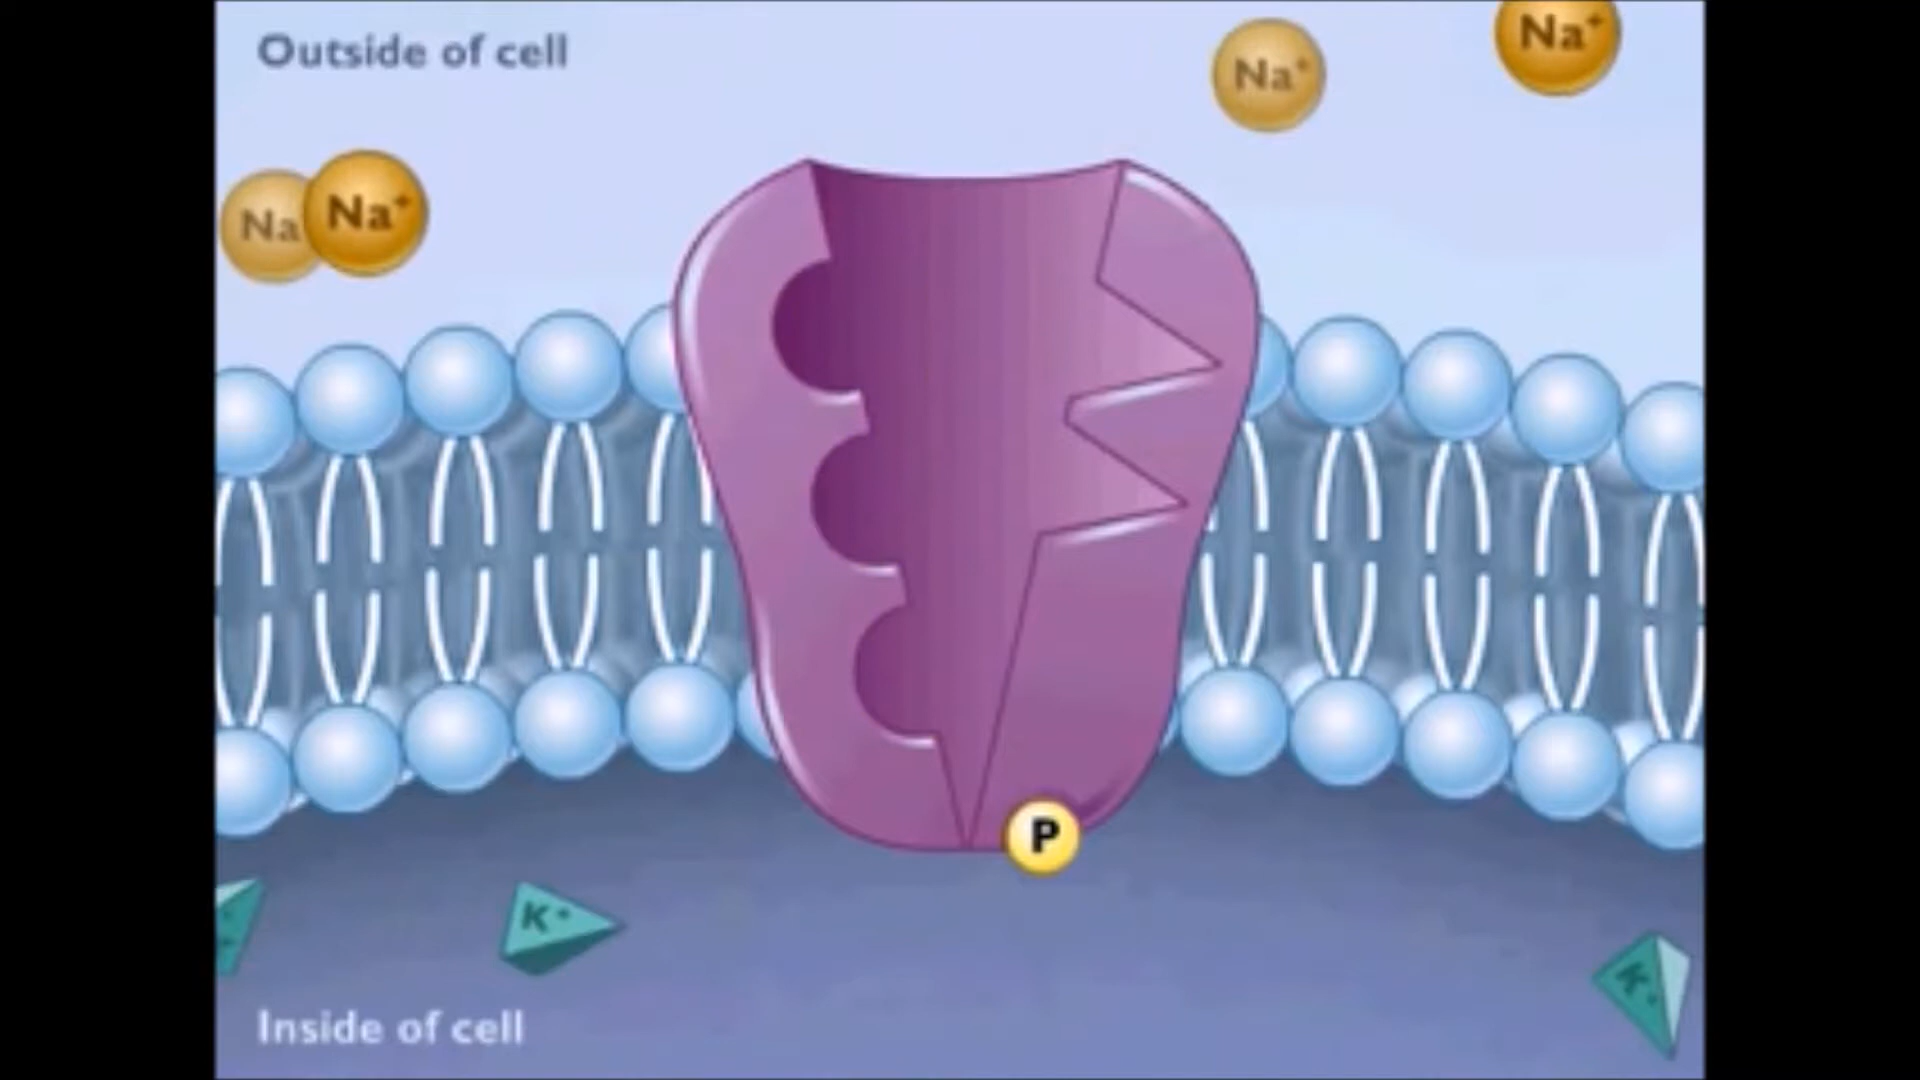 Outside of cell
Na⁺
Na⁺
Na
Na⁺
P
K⁺
K⁺
Inside of cell